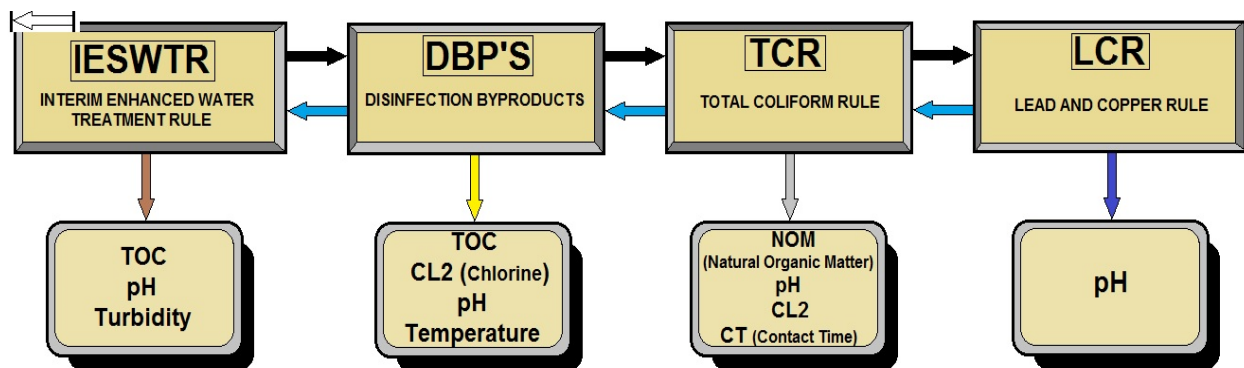 IESWTR
INTERIM ENHANCED WATER
TREATMENT RULE
DBP'S
DISINFECTION BYPRODUCTS
TCR
TOTAL COLIFORM RULE
LCR
LEAD AND COPPER RULE
TOC
pH
Turbidity
TOC
CL2 (Chlorine)
pH
Temperature
NOM
(Natural Organic Matter)
pH
CL2
CT (Contact Time)
pH